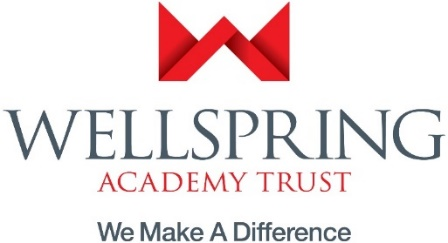 WELLSPRING
ACADEMY TRUST
We Make A Difference